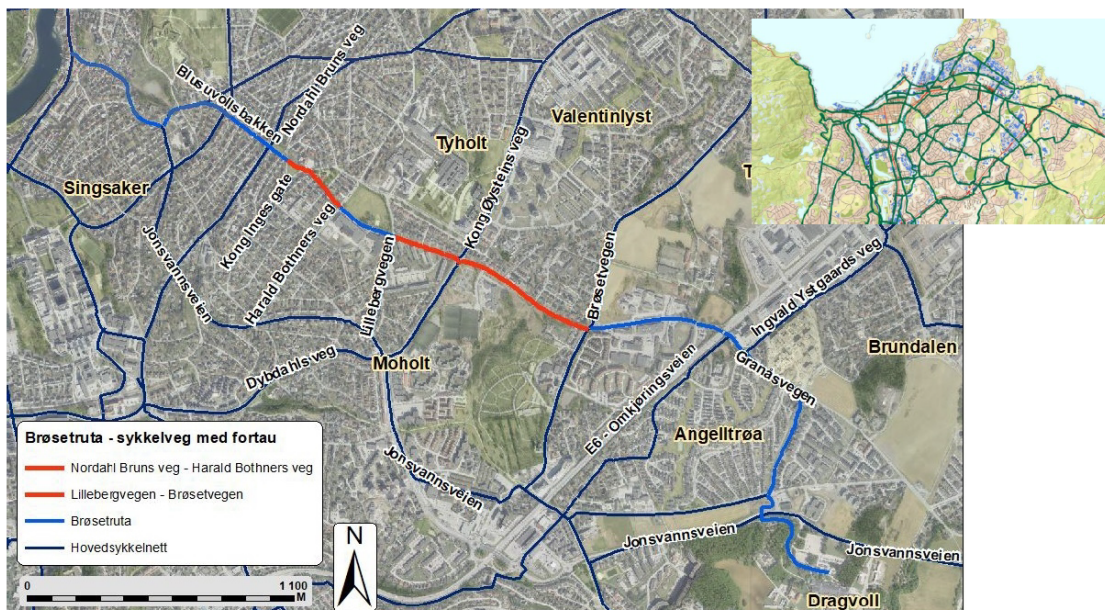 Blusuvollsbakken
Nordahl Bruns veg
Valentinlyst
Tyholt
T
Singsaker
Kong Inges gate
Kong Øysteins veg
Harald Bothners veg
Jonsvannsveien
Lillebergvegen
Brøsetvegen
Ingvald Ystgaards veg
Brundalen
Dybdahls veg
Moholt
Granåsvegen
E6 - Omkjøringsveien
Angelltrøa
Jonsvannsveien
Jonsvannsveien
Jonsvannsveien
Dragvoll
Brøsetruta - sykkelveg med fortau
Nordahl Bruns veg - Harald Bothners veg
Lillebergvegen - Brøsetvegen
Brøsetruta
Hovedsykkelnett
N
0 1 100
M